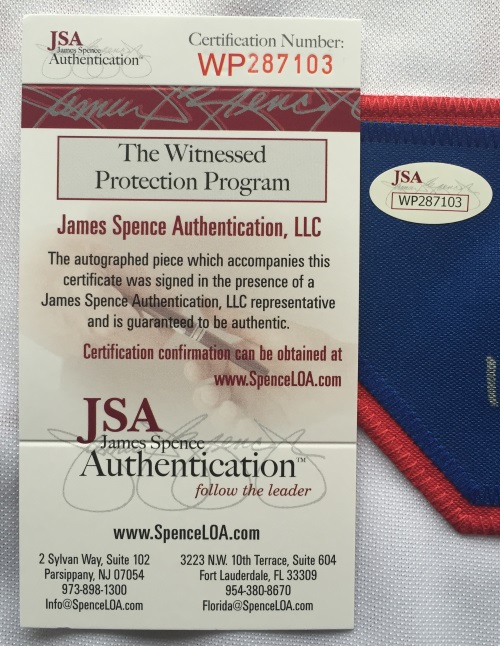 JSA
James Spence
Authentication™
Certification Number:
WP287103
The Witnessed
Protection Program
James Spence Authentication, LLC
The autographed piece which accompanies this
certificate was signed in the presence of a
James Spence Authentication, LLC representative
and is guaranteed to be authentic.
Certification confirmation can be obtained at
www.SpenceLOA.com
JSA
James Spence
Authentication™
follow the leader
www.SpenceLOA.com
2 Sylvan Way, Suite 102
Parsippany, NJ 07054
973-898-1300
Info@SpenceLOA.com
3223 N.W. 10th Terrace, Suite 604
Fort Lauderdale, FL 33309
954-380-8670
Florida@SpenceLOA.com
JSA
WP287103